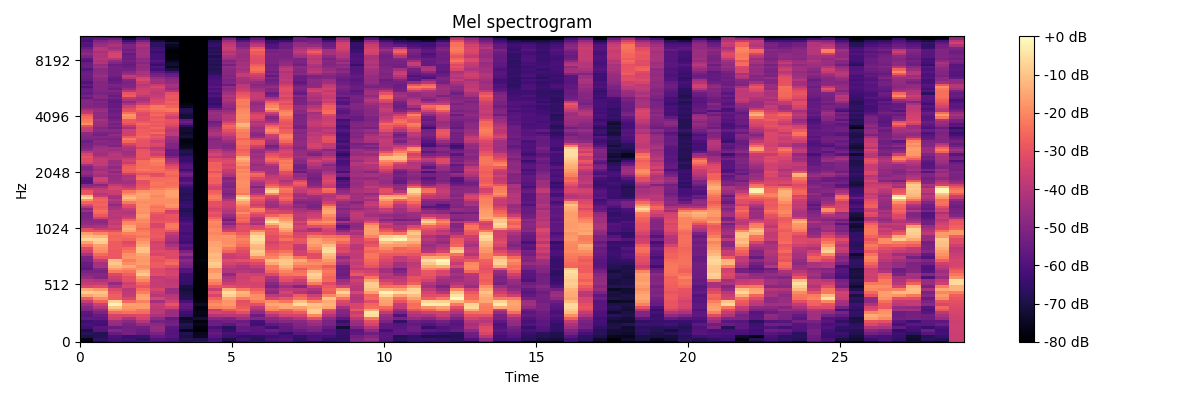 Mel spectrogram
8192
4096
2048
1024
512
0
Hz
0 5 10 15 20 25
Time
+0 dB
-10 dB
-20 dB
-30 dB
-40 dB
-50 dB
-60 dB
-70 dB
-80 dB